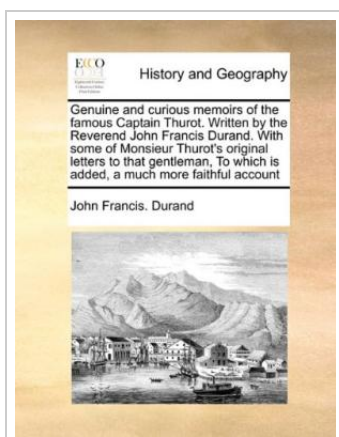 ECCO
History and Geography
Genuine and curious memoirs of the
famous Captain Thurot. Written by the
Reverend John Francis Durand. With
some of Monsieur Thurot's original
letters to that gentleman, To which is
added, a much more faithful account
John Francis. Durand